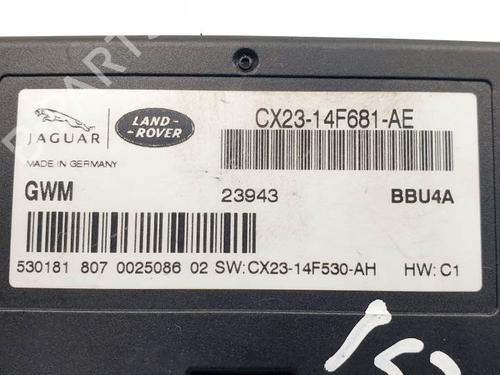 JAGUAR
LAND-
-ROVER
CX23-14F681-AE
MADE IN GERMANY
GWM 23943 BBU4A
530181 807 0025086 02 SW:CX23-14F530-AH HW: C1